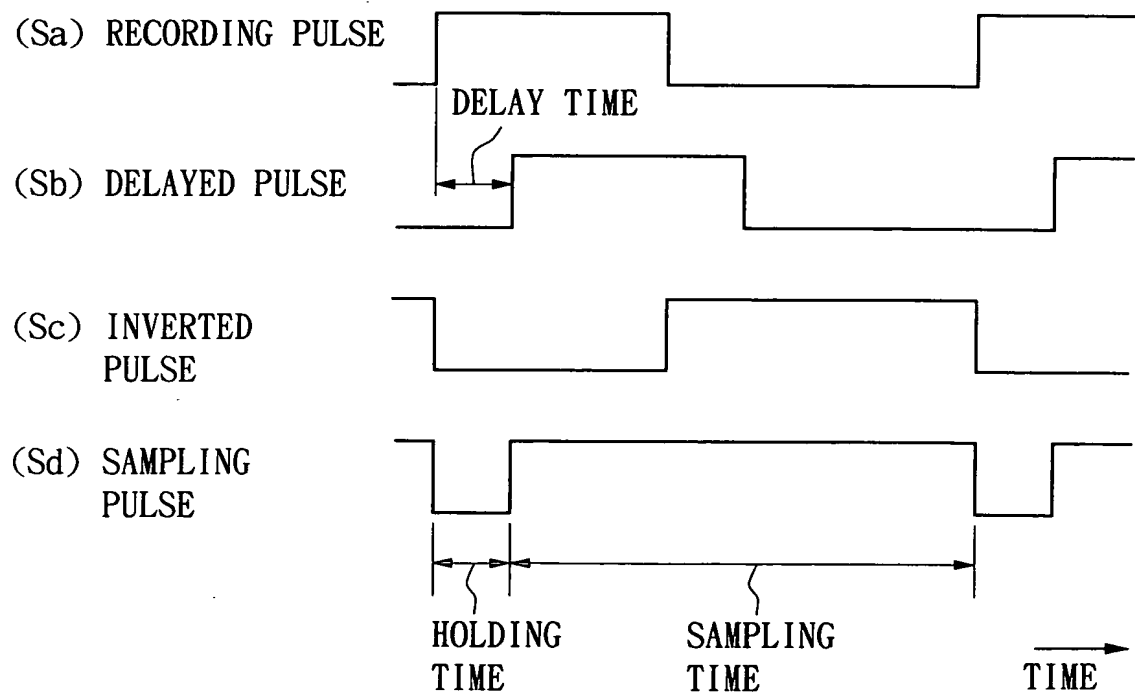 (Sa) RECORDING PULSE
DELAY TIME
(Sb) DELAYED PULSE
(Sc) INVERTED
PULSE
(Sd) SAMPLING
PULSE
HOLDING
TIME
SAMPLING
TIME
TIME